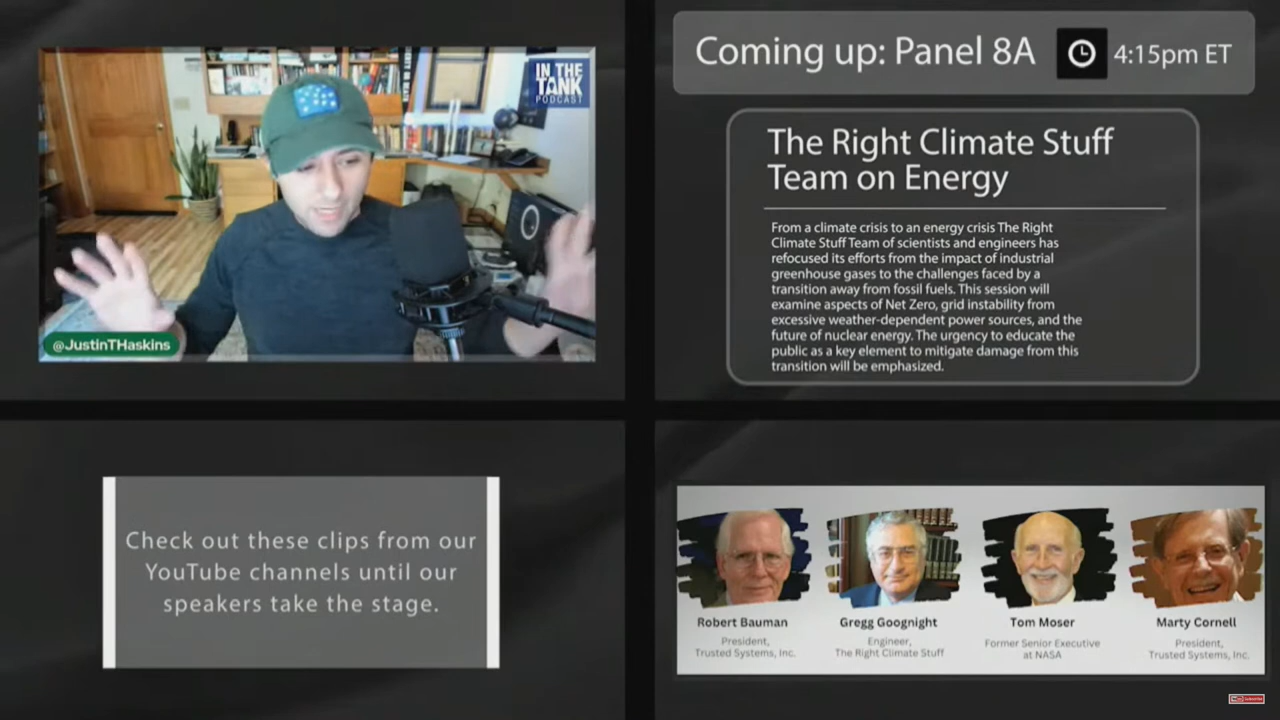 IN THE
TANK
PODCAST
@JustinTHaskins
Coming up: Panel 8A
4:15pm ET
The Right Climate Stuff
Team on Energy
From a climate crisis to an energy crisis The Right
Climate Stuff Team of scientists and engineers has
refocused its efforts from the impact of industrial
greenhouse gases to the challenges faced by a
transition away from fossil fuels. This session will
examine aspects of Net Zero, grid instability from
excessive weather-dependent power sources, and the
future of nuclear energy. The urgency to educate the
public as a key element to mitigate damage from this
transition will be emphasized.
Check out these clips from our
YouTube channels until our
speakers take the stage.
Robert Bauman
President,
Trusted Systems, Inc.
Gregg Goognight
Engineer,
The Right Climate Stuff
Tom Moser
Former Senior Executive
at NASA
Marty Cornell
President,
Trusted Systems, Inc.